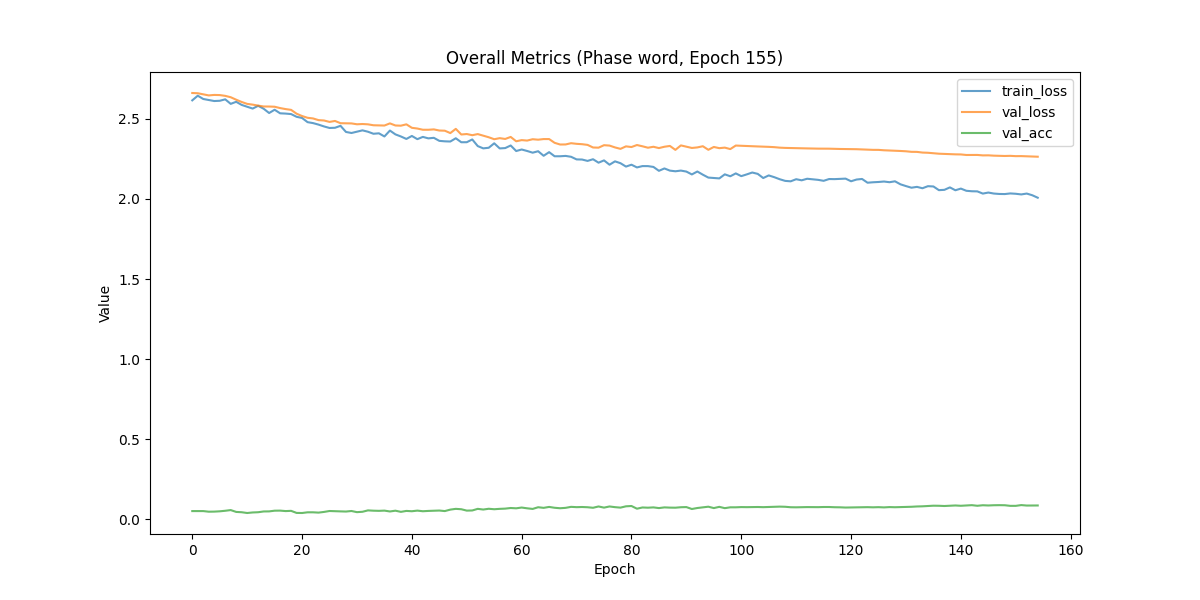 Overall Metrics (Phase word, Epoch 155)
train_loss
val_loss
val_acc
2.5
2.0
1.5
1.0
0.5
0.0
Value
0 20 40 60 80 100 120 140 160
Epoch